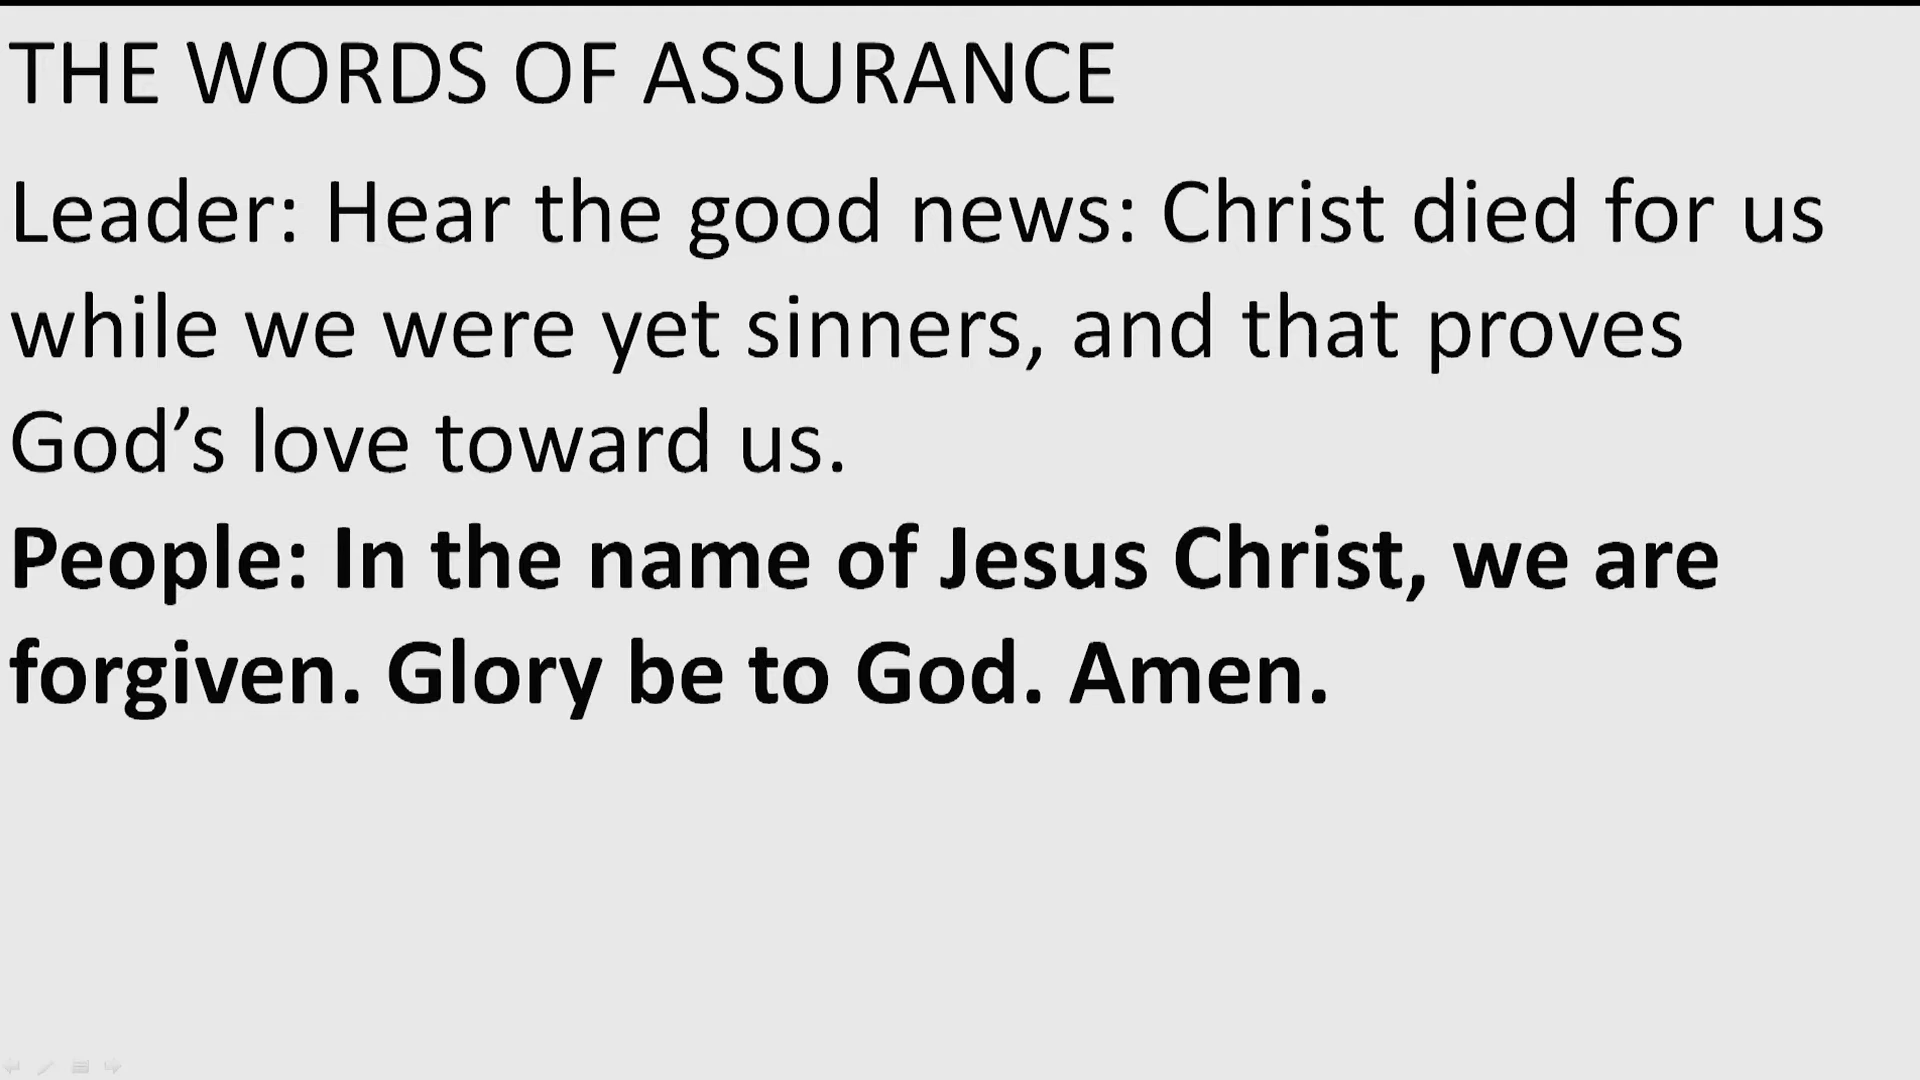 THE WORDS OF ASSURANCE
Leader: Hear the good news: Christ died for us
while we were yet sinners, and that proves
God’s love toward us.
People: In the name of Jesus Christ, we are
forgiven. Glory be to God. Amen.